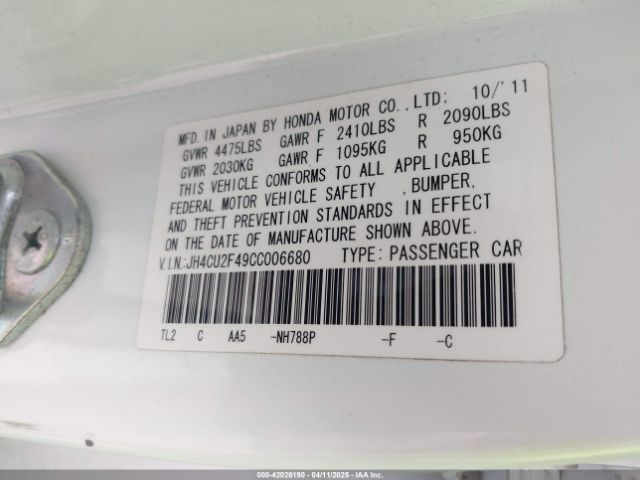 MFD. IN JAPAN BY HONDA MOTOR CO., LTD: 10/'11
GVWR 4475LBS GAWR F 2410LBS R 2090LBS
GVWR 2030KG GAWR F 1095KG R 950KG
THIS VEHICLE CONFORMS TO ALL APPLICABLE
FEDERAL MOTOR VEHICLE SAFETY , BUMPER,
AND THEFT PREVENTION STANDARDS IN EFFECT
ON THE DATE OF MANUFACTURE SHOWN ABOVE.
V.I.N:JH4CU2F49CC006680 TYPE: PASSENGER CAR
TL2 C AA5 -NH788P -F -C
000-42026190 - 04/11/2025 - IAA Inc.